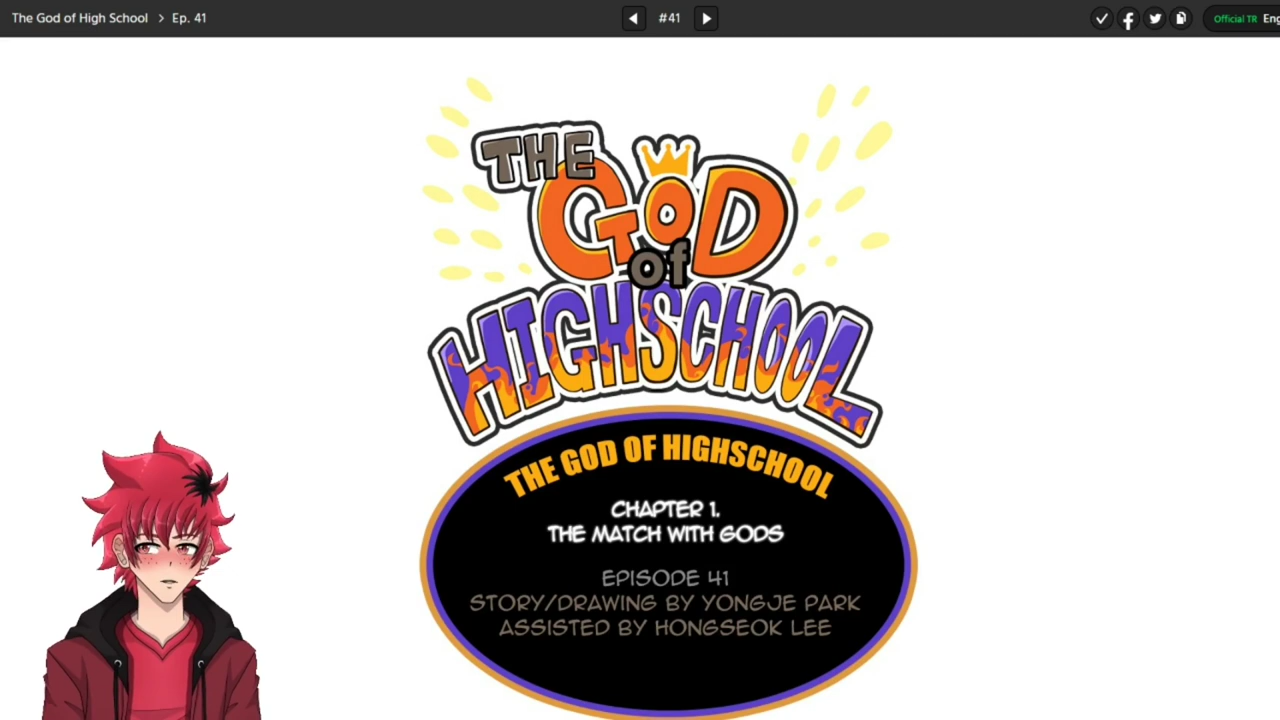 The God of High School > Ep. 41
#41
Official TR Eng
THE
GOD
of
HIGHSCHOOL
THE GOD OF HIGHSCHOOL
CHAPTER 1.
THE MATCH WITH GODS
EPISODE 41
STORY/DRAWING BY YONGJE PARK
ASSISTED BY HONGSEOK LEE